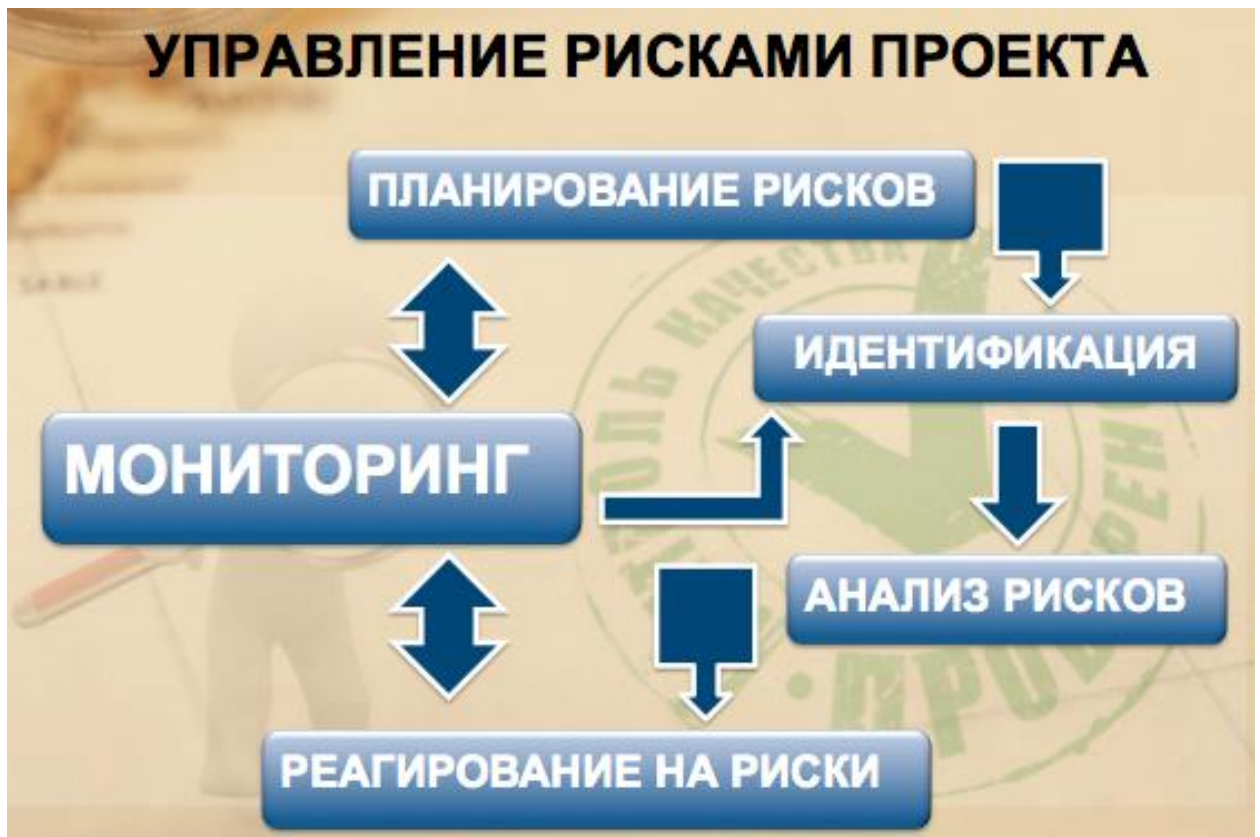 УПРАВЛЕНИЕ РИСКАМИ ПРОЕКТА
ПЛАНИРОВАНИЕ РИСКОВ
ИДЕНТИФИКАЦИЯ
МОНИТОРИНГ
АНАЛИЗ РИСКОВ
РЕАГИРОВАНИЕ НА РИСКИ